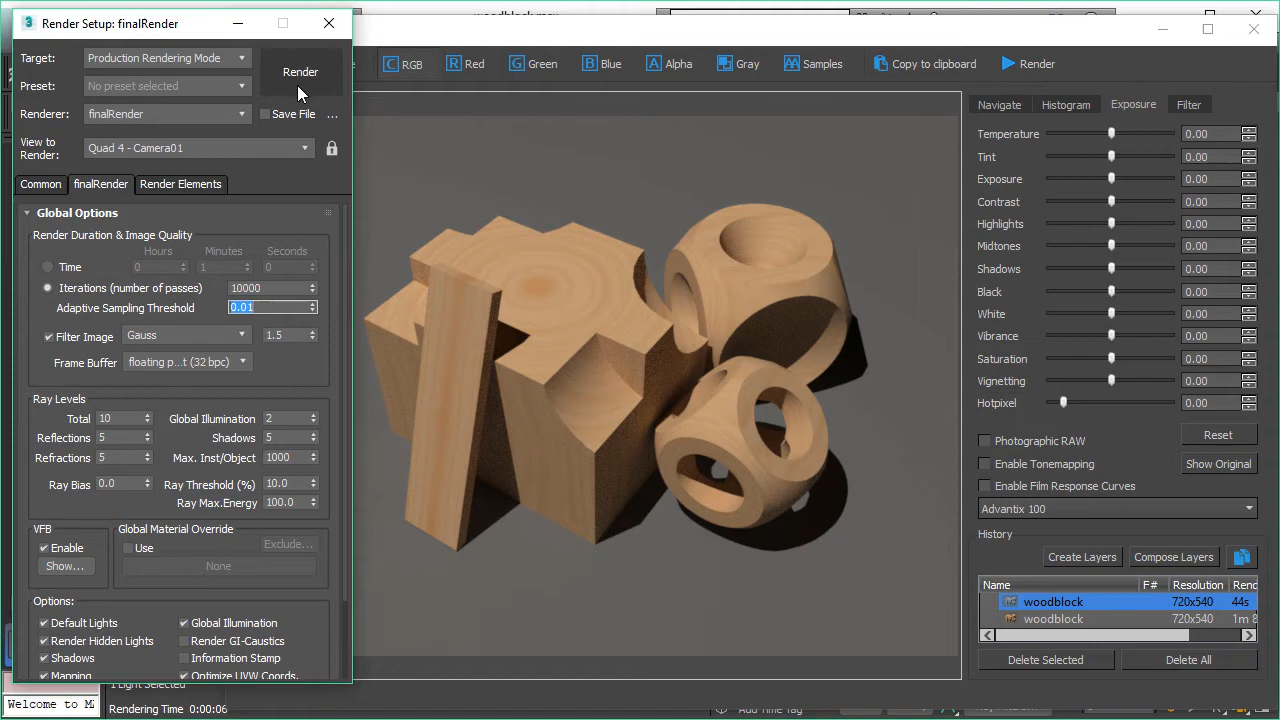 Render Setup: finalRender
Target: Production Rendering Mode
Render
Preset: No preset selected
Renderer: finalRender
Save File ...
View to Render: Quad 4 - Camera01
Common finalRender Render Elements
Global Options
Render Duration & Image Quality
Hours Minutes Seconds
Time 0 1 0
Iterations (number of passes) 10000
Adaptive Sampling Threshold 0.01
Filter Image Gauss 1.5
Frame Buffer floating p...t (32 bpc)
Ray Levels
Total 10 Global Illumination 2
Reflections 5 Shadows 5
Refractions 5 Max. Inst/Object 1000
Ray Bias 0.0 Ray Threshold (%) 10.0
Ray Max.Energy 100.0
VFB Global Material Override
Enable Use Exclude...
Show... None
Options:
Default Lights Global Illumination
Render Hidden Lights Render GI-Caustics
Shadows Information Stamp
Mapping Optimize UVW Coords.
RGB Red Green Blue Alpha Gray Samples Copy to clipboard Render
Navigate Histogram Exposure Filter
Temperature 0.00
Tint 0.00
Exposure 0.00
Contrast 0.00
Highlights 0.00
Midtones 0.00
Shadows 0.00
Black 0.00
White 0.00
Vibrance 0.00
Saturation 0.00
Vignetting 0.00
Hotpixel 0.00
Photographic RAW Reset
Enable Tonemapping Show Original
Enable Film Response Curves
Advantix 100
History
Create Layers Compose Layers
Name F# Resolution Rend
woodblock 720x540 44s
woodblock 720x540 1m 8
Delete Selected Delete All
Welcome to MA
Rendering Time 0:00:06
Add Time Tag